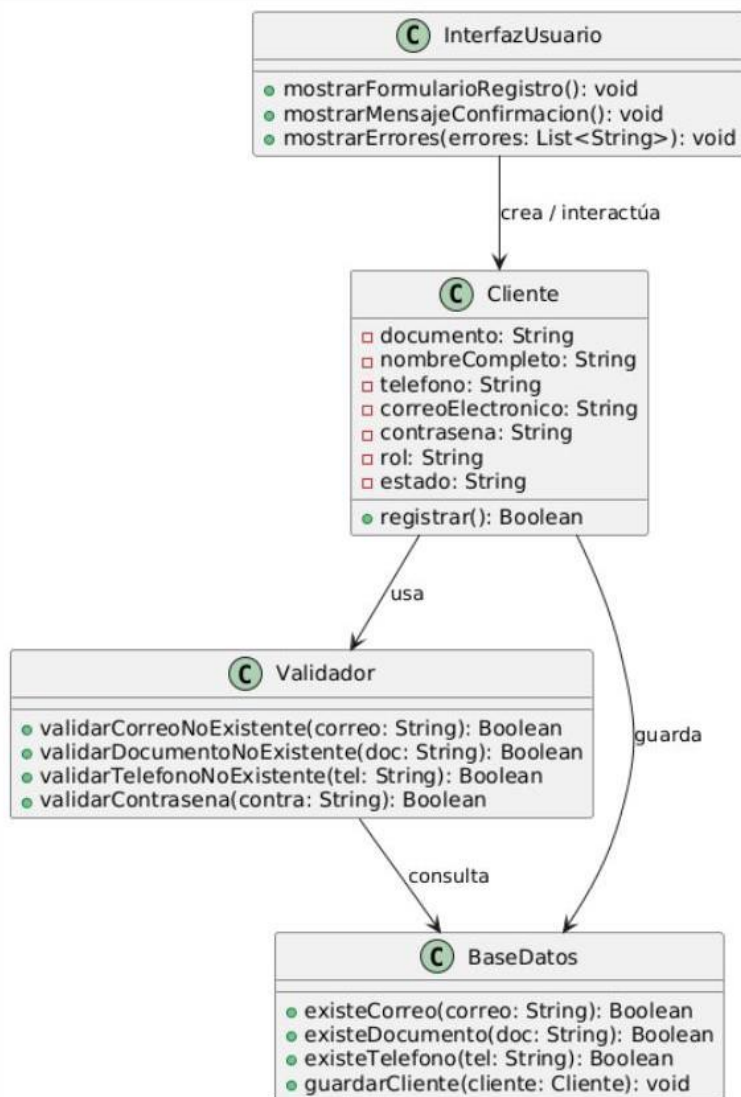 C InterfazUsuario
mostrarFormularioRegistro(): void
mostrarMensajeConfirmacion(): void
mostrarErrores(errores: List<String>): void
crea / interactúa
C Cliente
documento: String
nombreCompleto: String
telefono: String
correoElectronico: String
contrasena: String
rol: String
estado: String
registrar(): Boolean
usa
C Validador
validarCorreoNoExistente(correo: String): Boolean
validarDocumentoNoExistente(doc: String): Boolean
validarTelefonoNoExistente(tel: String): Boolean
validarContrasena(contra: String): Boolean
guarda
consulta
C BaseDatos
existeCorreo(correo: String): Boolean
existeDocumento(doc: String): Boolean
existeTelefono(tel: String): Boolean
guardarCliente(cliente: Cliente): void